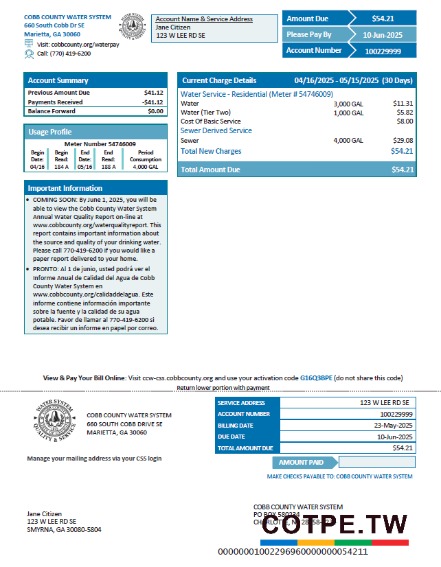 COBB COUNTY WATER SYSTEM
660 South Cobb Dr SE
Marietta, GA 30060
Visit: cobbcounty.org/waterpay
Call: (770) 419-6200
Account Name & Service Address
Jane Citizen
123 W LEE RD SE
Amount Due $54.21
Please Pay By 10-Jun-2025
Account Number 100229999
Account Summary
Previous Amount Due $41.12
Payments Received -$41.12
Balance Forward $0.00
Usage Profile
Meter Number 54746009
Begin Begin End End Period
Date: Read: Date: Read: Consumption
04/16 184 A 05/16 188 A 4,000 GAL
Important Information
• COMING SOON: By June 1, 2025, you will be
able to view the Cobb County Water System
Annual Water Quality Report on-line at
www.cobbcounty.org/waterqualityreport. This
report contains important information about
the source and quality of your drinking water.
Please call 770-419-6200 if you would like a
paper report delivered to your home.
• PRONTO: Al 1 de junio, usted podrá ver el
Informe Anual de Calidad del Agua de Cobb
County Water System en
www.cobbcounty.org/calidaddelagua. Este
informe contiene información importante
sobre la fuente y la calidad de su agua
potable. Favor de llamar al 770-419-6200 si
desea recibir un informe en papel por correo.
Current Charge Details 04/16/2025 - 05/15/2025 (30 Days)
Water Service - Residential (Meter # 54746009)
Water 3,000 GAL $11.31
Water (Tier Two) 1,000 GAL $5.82
Cost Of Basic Service $8.00
Sewer Derived Service
Sewer 4,000 GAL $29.08
Total New Charges $54.21
Total Amount Due $54.21
View & Pay Your Bill Online: Visit ccw-css.cobbcounty.org and use your activation code G16Q3BPE (do not share this code)
Return lower portion with payment
WATER SYSTEM
QUALITY & SERVICE
COBB COUNTY WATER SYSTEM
660 SOUTH COBB DRIVE SE
MARIETTA, GA 30060
Manage your mailing address via your CSS login
SERVICE ADDRESS 123 W LEE RD SE
ACCOUNT NUMBER 100229999
BILLING DATE 23-May-2025
DUE DATE 10-Jun-2025
TOTAL AMOUNT DUE $54.21
AMOUNT PAID
MAKE CHECKS PAYABLE TO: COBB COUNTY WATER SYSTEM
Jane Citizen
123 W LEE RD SE
SMYRNA, GA 30080-5804
COBB COUNTY WATER SYSTEM
PO BOX
COTPE.TW
0000000100229696000000054211